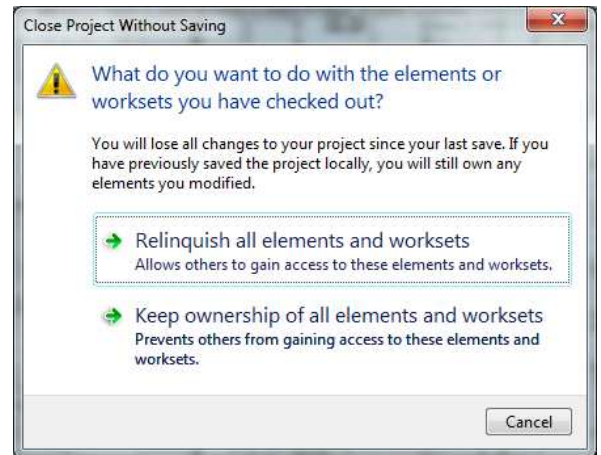 Close Project Without Saving
What do you want to do with the elements or
worksets you have checked out?
You will lose all changes to your project since your last save. If you
have previously saved the project locally, you will still own any
elements you modified.
Relinquish all elements and worksets
Allows others to gain access to these elements and worksets.
Keep ownership of all elements and worksets
Prevents others from gaining access to these elements and
worksets.
Cancel